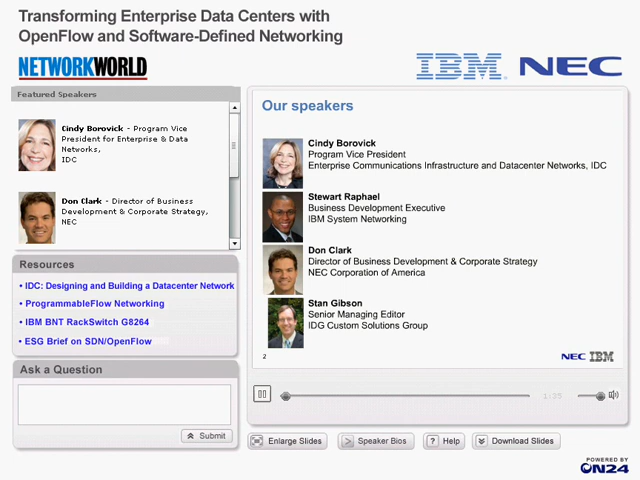 Transforming Enterprise Data Centers with
OpenFlow and Software-Defined Networking
NETWORKWORLD
IBM
NEC
Featured Speakers
Cindy Borovick - Program Vice
President for Enterprise & Data
Networks,
IDC
Don Clark - Director of Business
Development & Corporate Strategy,
NEC
Resources
• IDC: Designing and Building a Datacenter Network
• ProgrammableFlow Networking
• IBM BNT RackSwitch G8264
• ESG Brief on SDN/OpenFlow
Ask a Question
Submit
Our speakers
Cindy Borovick
Program Vice President
Enterprise Communications Infrastructure and Datacenter Networks, IDC
Stewart Raphael
Business Development Executive
IBM System Networking
Don Clark
Director of Business Development & Corporate Strategy
NEC Corporation of America
Stan Gibson
Senior Managing Editor
IDG Custom Solutions Group
2
NEC IBM
1:35
Enlarge Slides
Speaker Bios
? Help
Download Slides
POWERED BY
ON24